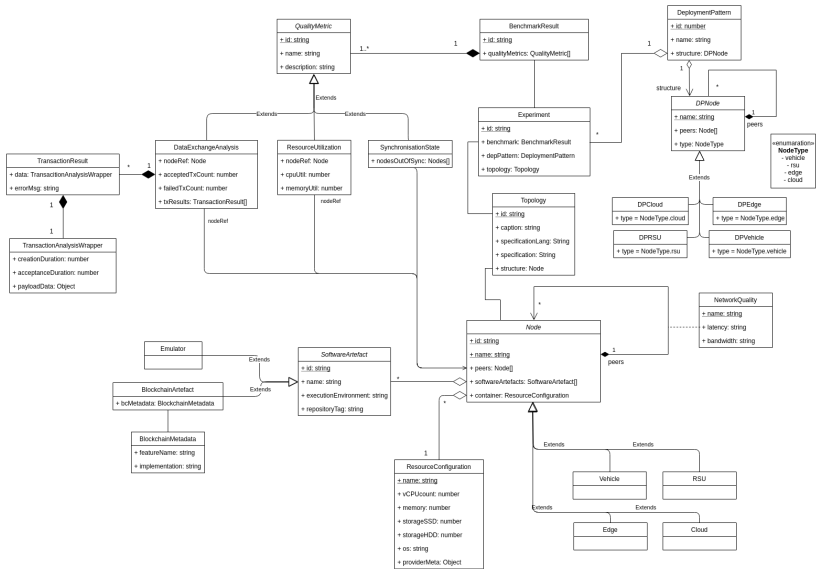 QualityMetric
+ id: string
+ name: string
+ description: string
1..*
1
BenchmarkResult
+ id: string
+ qualityMetrics: QualityMetric[]
DeploymentPattern
+ id: number
+ name: string
+ structure: DPNode
1
1
structure
*
DPNode
+ name: string
+ peers: Node[]
+ type: NodeType
1
peers
«enumaration»
NodeType
- vehicle
- rsu
- edge
- cloud
Extends
Extends
Extends
Extends
Experiment
+ id: string
+ benchmark: BenchmarkResult
+ depPattern: DeploymentPattern
+ topology: Topology
*
TransactionResult
+ data: TransactionAnalysisWrapper
+ errorMsg: string
*
1
DataExchangeAnalysis
+ nodeRef: Node
+ acceptedTxCount: number
+ failedTxCount: number
+ txResults: TransactionResult[]
nodeRef
ResourceUtilization
+ nodeRef: Node
+ cpuUtil: number
+ memoryUtil: number
nodeRef
SynchronisationState
+ nodesOutOfSync: Nodes[]
1
1
TransactionAnalysisWrapper
+ creationDuration: number
+ acceptanceDuration: number
+ payloadData: Object
Topology
+ id: string
+ caption: string
+ specificationLang: String
+ specification: String
+ structure: Node
DPCloud
+ type = NodeType.cloud
DPEdge
+ type = NodeType.edge
DPRSU
+ type = NodeType.rsu
DPVehicle
+ type = NodeType.vehicle
*
NetworkQuality
+ name: string
+ latency: string
+ bandwidth: string
Node
+ id: string
+ name: string
+ peers: Node[]
+ softwareArtefacts: SoftwareArtefact[]
+ container: ResourceConfiguration
1
peers
Emulator
Extends
SoftwareArtefact
+ id: string
+ name: string
+ executionEnvironment: string
+ repositoryTag: string
*
*
BlockchainArtefact
+ bcMetadata: BlockchainMetadata
Extends
BlockchainMetadata
+ featureName: string
+ implementation: string
1
ResourceConfiguration
+ name: string
+ vCPUcount: number
+ memory: number
+ storageSSD: number
+ storageHDD: number
+ os: string
+ providerMeta: Object
Extends
Extends
Vehicle
RSU
Extends
Extends
Edge
Cloud